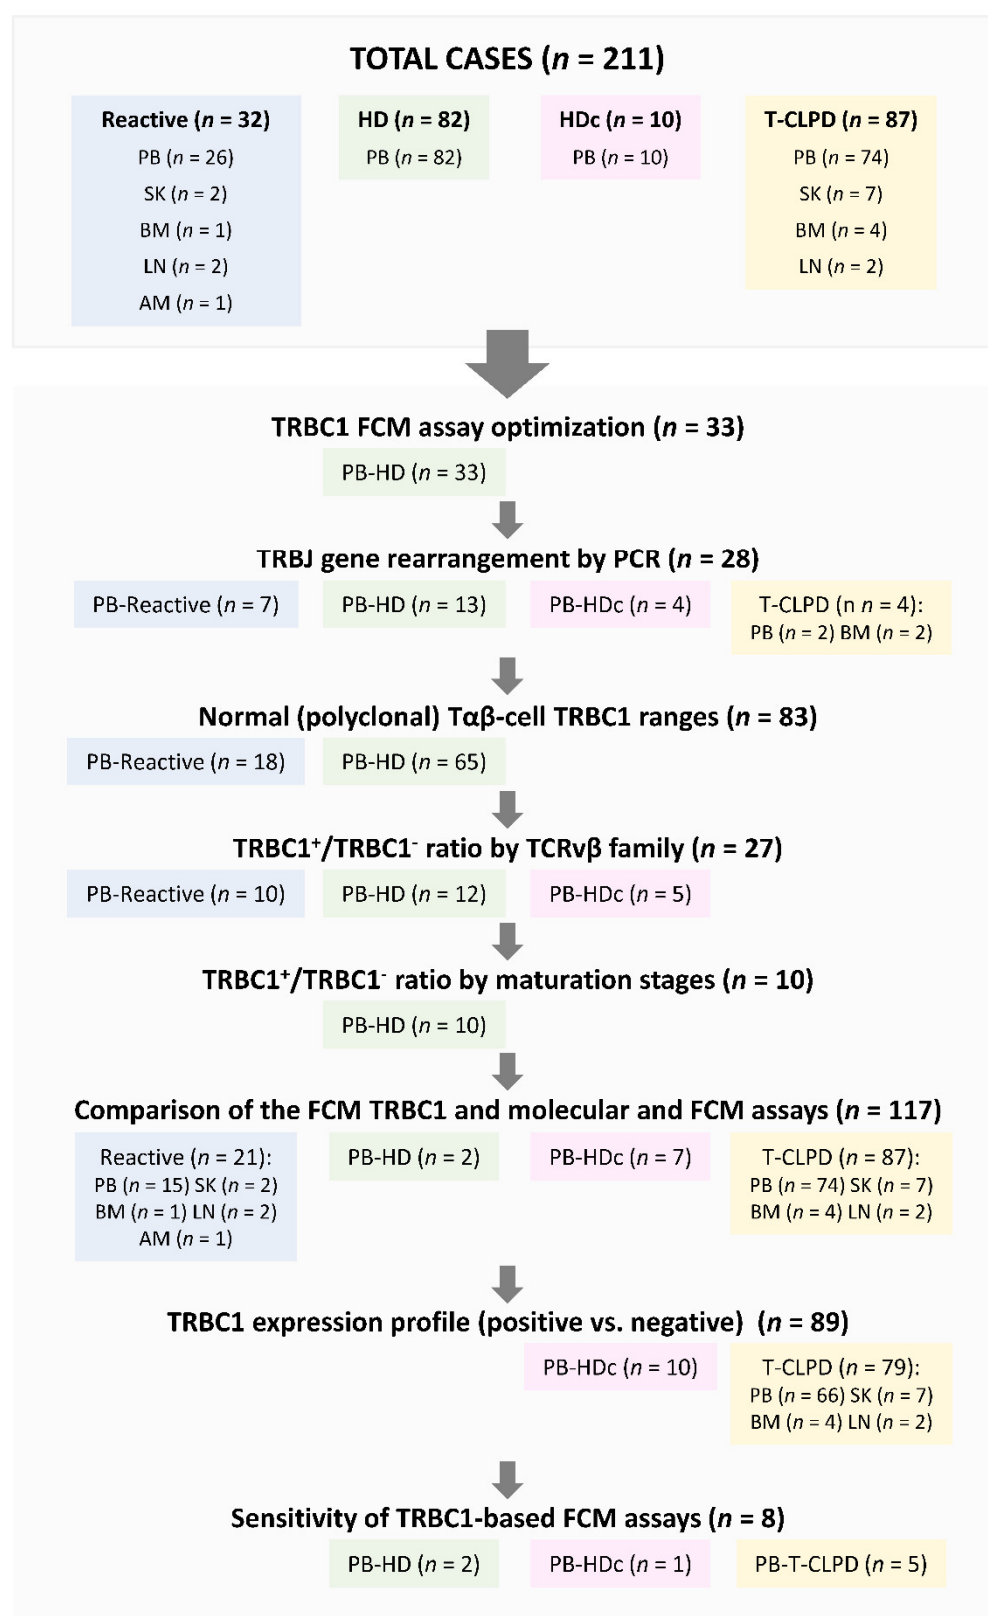 TOTAL CASES (n = 211)
Reactive (n = 32)
PB (n = 26)
SK (n = 2)
BM (n = 1)
LN (n = 2)
AM (n = 1)
HD (n = 82)
PB (n = 82)
HDc (n = 10)
PB (n = 10)
T-CLPD (n = 87)
PB (n = 74)
SK (n = 7)
BM (n = 4)
LN (n = 2)
TRBC1 FCM assay optimization (n = 33)
PB-HD (n = 33)
TRBJ gene rearrangement by PCR (n = 28)
PB-Reactive (n = 7)
PB-HD (n = 13)
PB-HDc (n = 4)
T-CLPD (n n = 4):
PB (n = 2) BM (n = 2)
Normal (polyclonal) Tαβ-cell TRBC1 ranges (n = 83)
PB-Reactive (n = 18)
PB-HD (n = 65)
TRBC1⁺/TRBC1⁻ ratio by TCRvβ family (n = 27)
PB-Reactive (n = 10)
PB-HD (n = 12)
PB-HDc (n = 5)
TRBC1⁺/TRBC1⁻ ratio by maturation stages (n = 10)
PB-HD (n = 10)
Comparison of the FCM TRBC1 and molecular and FCM assays (n = 117)
Reactive (n = 21):
PB (n = 15) SK (n = 2)
BM (n = 1) LN (n = 2)
AM (n = 1)
PB-HD (n = 2)
PB-HDc (n = 7)
T-CLPD (n = 87):
PB (n = 74) SK (n = 7)
BM (n = 4) LN (n = 2)
TRBC1 expression profile (positive vs. negative) (n = 89)
PB-HDc (n = 10)
T-CLPD (n = 79):
PB (n = 66) SK (n = 7)
BM (n = 4) LN (n = 2)
Sensitivity of TRBC1-based FCM assays (n = 8)
PB-HD (n = 2)
PB-HDc (n = 1)
PB-T-CLPD (n = 5)